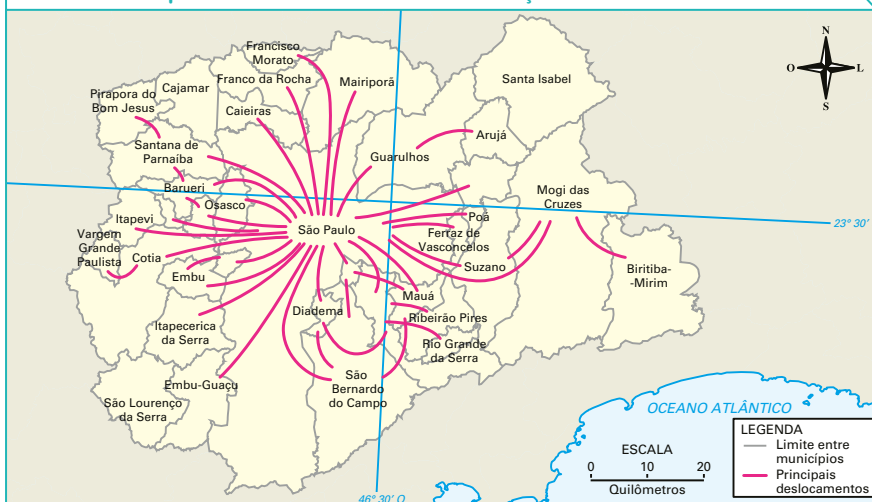 Francisco
Morato
Franco da Rocha
Mairiporã
Cajamar
Pirapora do
Bom Jesus
Caieiras
Santa Isabel
N
O
L
S
Santana de
Parnaíba
Guarulhos
Arujá
Barueri
Osasco
Mogi das
Cruzes
Itapevi
São Paulo
Poá
23° 30'
Vargem
Grande
Paulista
Cotia
Ferraz de
Vasconcelos
Embu
Suzano
Biritiba-
-Mirim
Mauá
Diadema
Ribeirão Pires
Itapecerica
da Serra
Rio Grande
da Serra
São
Bernardo
do Campo
Embu-Guaçu
São Lourenço
da Serra
OCEANO ATLÂNTICO
ESCALA
0 10 20
Quilômetros
LEGENDA
Limite entre
municípios
Principais
deslocamentos
46° 30' O